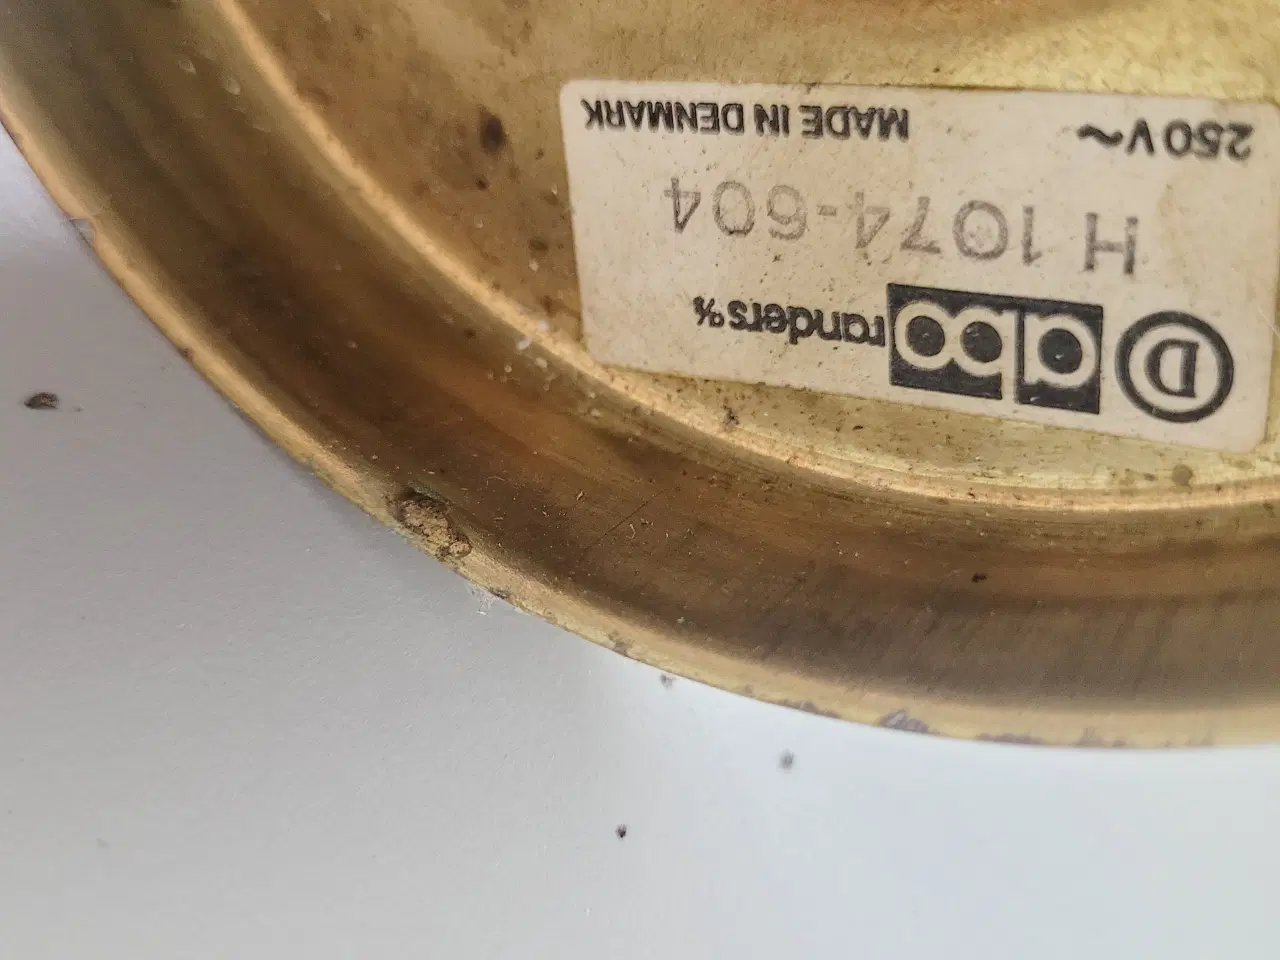 Ⓓ abo randers %
H 1074-604
250 V ~ MADE IN DENMARK